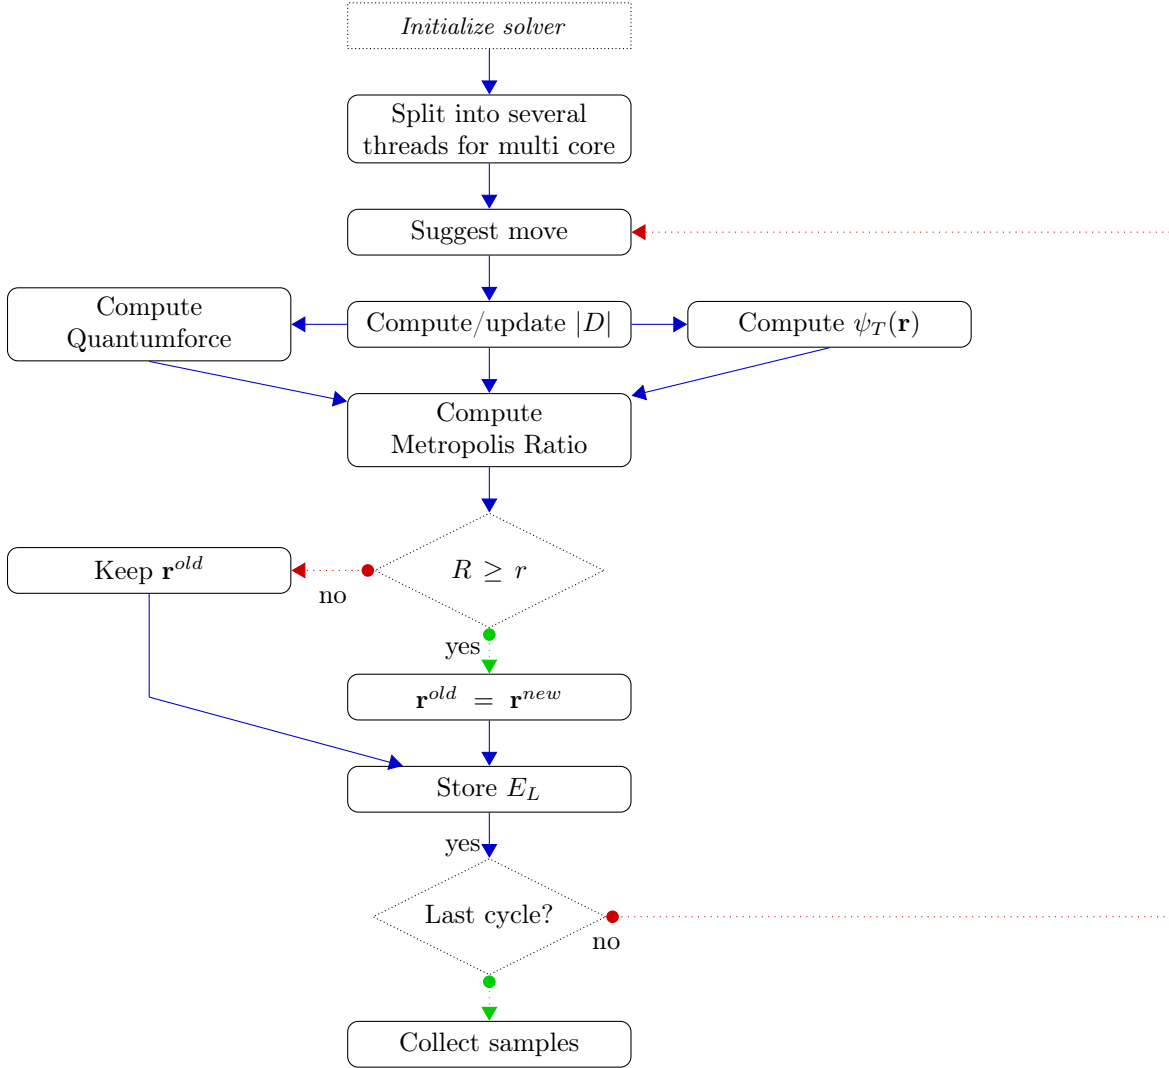 Initialize solver
Split into several
threads for multi core
Suggest move
Compute
Quantumforce
Compute/update |D|
Compute ψ_T(𝐫)
Compute
Metropolis Ratio
R ≥ r
Keep 𝐫^{old}
no
yes
𝐫^{old} = 𝐫^{new}
Store E_L
yes
Last cycle?
no
Collect samples